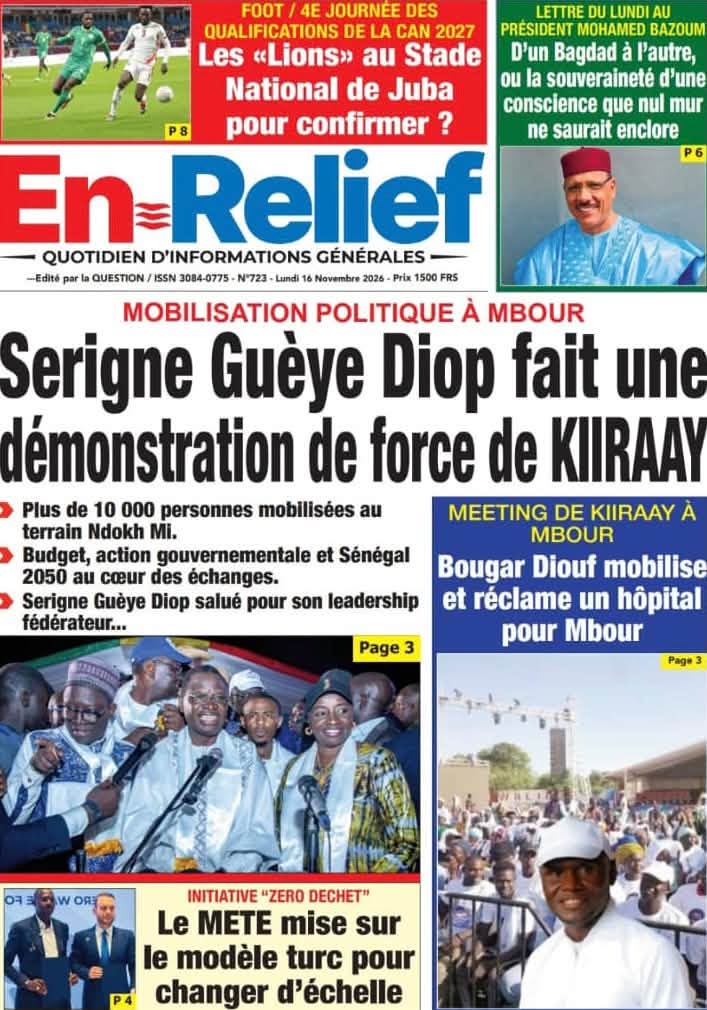 FOOT / 4E JOURNÉE DES
QUALIFICATIONS DE LA CAN 2027
Les «Lions» au Stade
National de Juba
pour confirmer ?
P 8
LETTRE DU LUNDI AU
PRÉSIDENT MOHAMED BAZOUM
D'un Bagdad à l'autre,
ou la souveraineté d'une
conscience que nul mur
ne saurait enclore
P 6
En Relief
QUOTIDIEN D'INFORMATIONS GÉNÉRALES
—Edité par la QUESTION / ISSN 3084-0775 - N°723 - Lundi 16 Novembre 2026 - Prix 1500 FRS
MOBILISATION POLITIQUE À MBOUR
Serigne Guèye Diop fait une
démonstration de force de KIIRAAY
Plus de 10 000 personnes mobilisées au
terrain Ndokh Mi.
Budget, action gouvernementale et Sénégal
2050 au cœur des échanges.
Serigne Guèye Diop salué pour son leadership
fédérateur...
Page 3
MEETING DE KIIRAAY À
MBOUR
Bougar Diouf mobilise
et réclame un hôpital
pour Mbour
Page 3
INITIATIVE "ZERO DECHET"
Le METE mise sur
le modèle turc pour
changer d'échelle
P 4